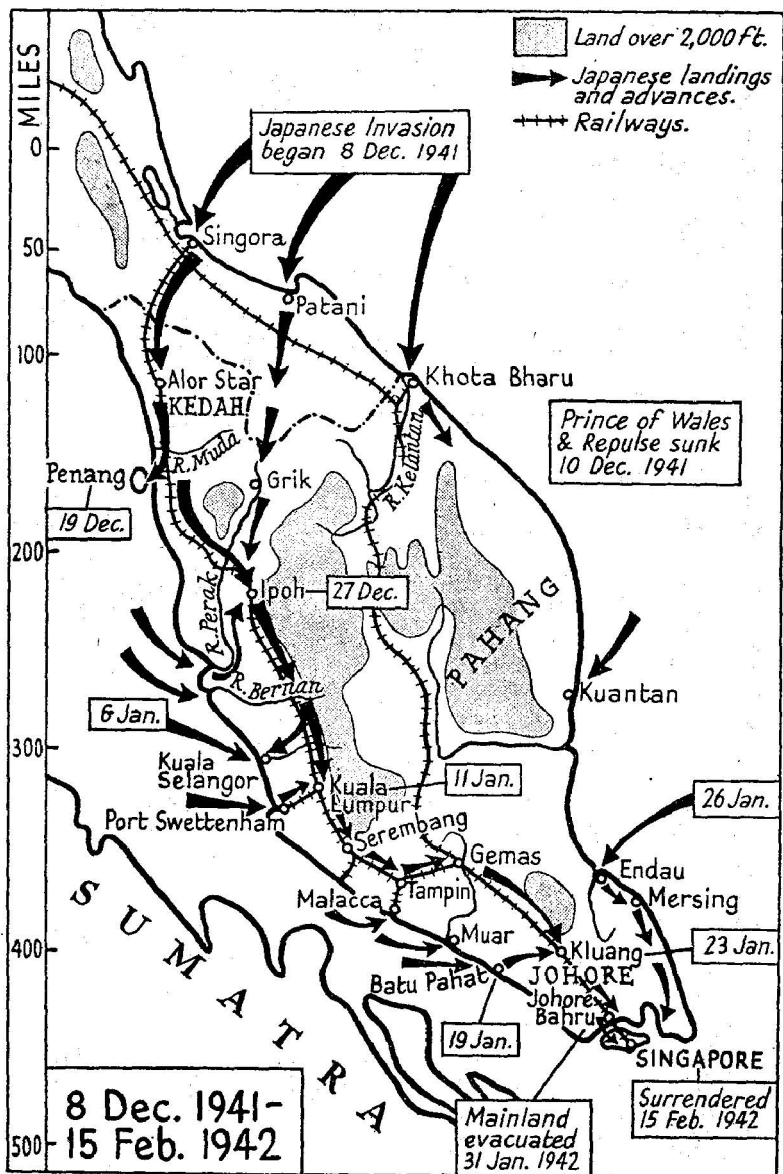 Land over 2,000 ft.
Japanese landings
and advances.
Railways.
MILES
0
50
100
200
300
400
500
Japanese Invasion
began 8 Dec. 1941
Singora
Patani
Alor Star
KEDAH
Khota Bharu
Prince of Wales
& Repulse sunk
10 Dec. 1941
R. Muda
Penang
19 Dec.
Grik
R. Kelantan
Ipoh
27 Dec.
R. Perak
PAHANG
R. Bernan
Kuantan
6 Jan.
Kuala
Selangor
Kuala
Lumpur
11 Jan.
Port Swettenham
26 Jan.
Serembang
Gemas
Endau
Mersing
Tampin
Malacca
Muar
Kluang
23 Jan.
JOHORE
Batu Pahat
Johore
Bahru
19 Jan.
SINGAPORE
SUMATRA
Surrendered
15 Feb. 1942
Mainland
evacuated
31 Jan. 1942
8 Dec. 1941–
15 Feb. 1942